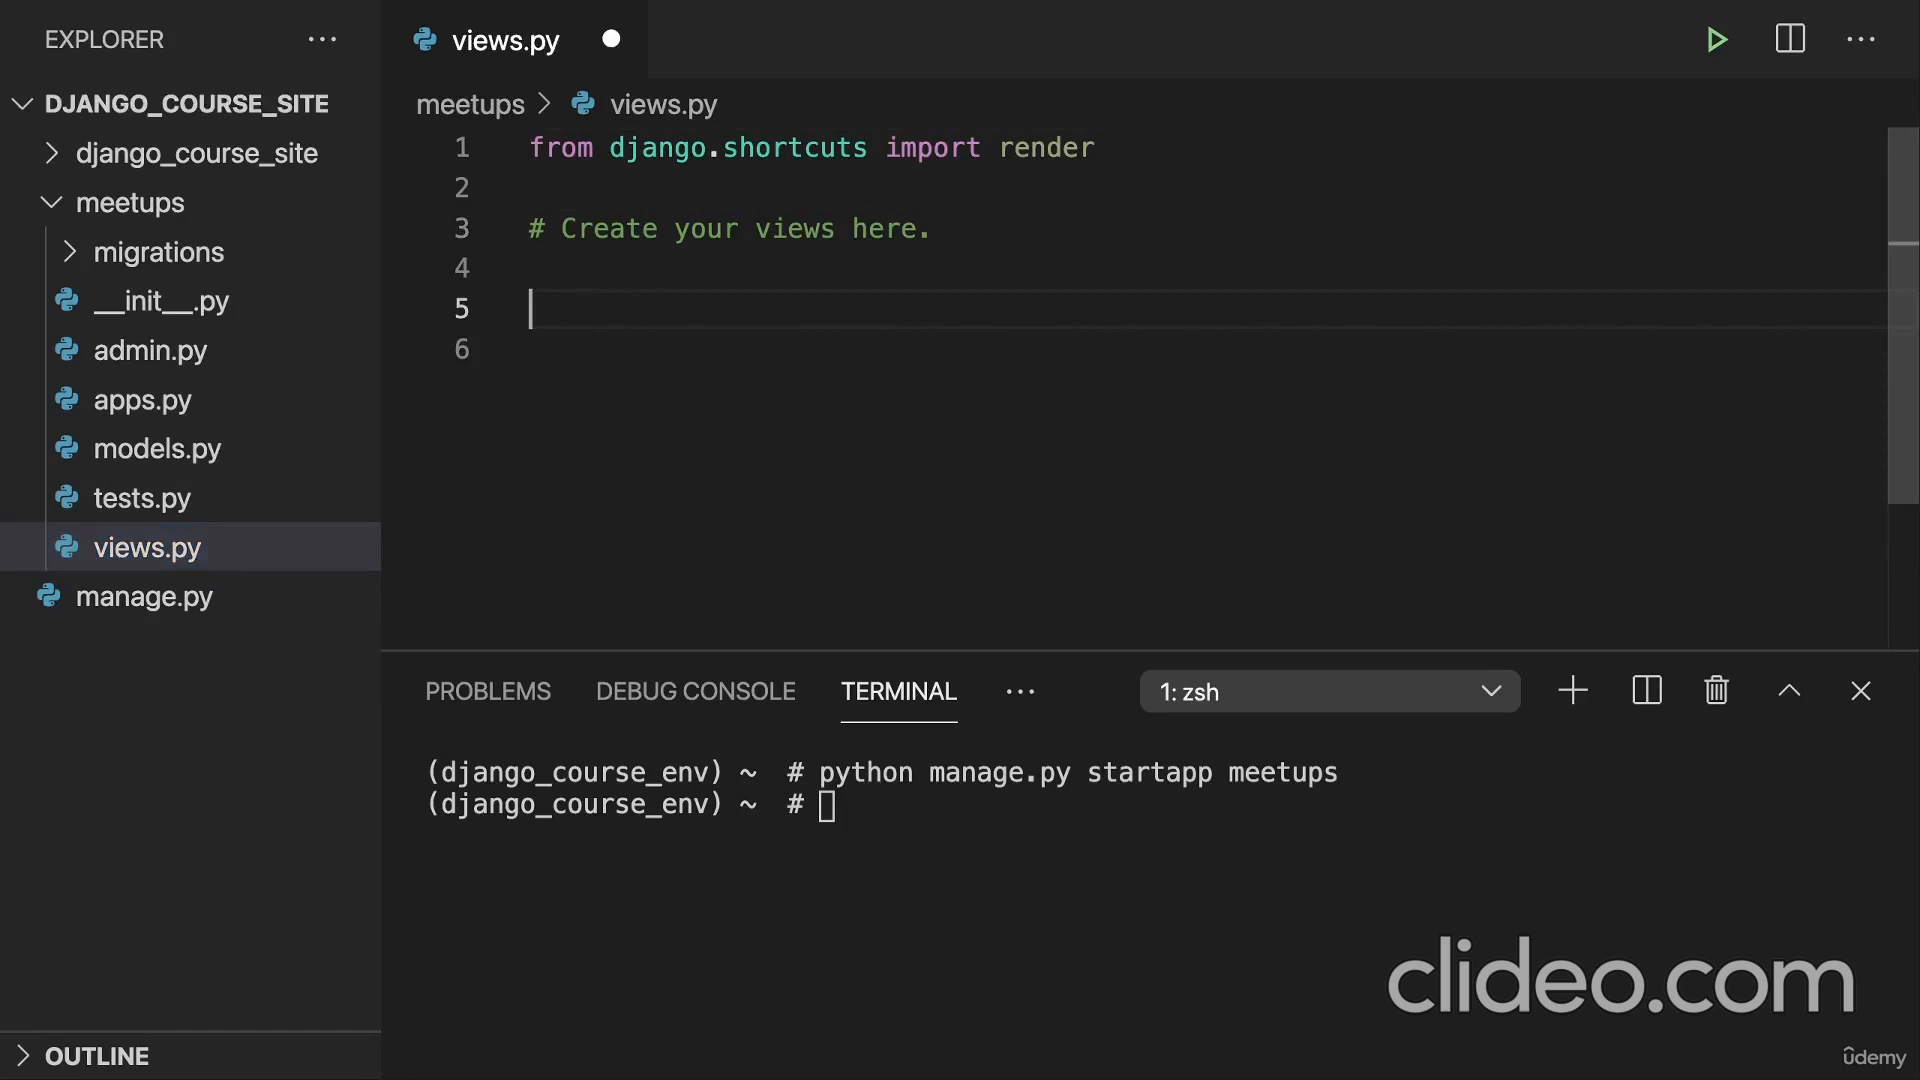 EXPLORER
views.py
DJANGO_COURSE_SITE
django_course_site
meetups
migrations
__init__.py
admin.py
apps.py
models.py
tests.py
views.py
manage.py
OUTLINE
meetups > views.py
1 from django.shortcuts import render
2
3 # Create your views here.
4
5
6
PROBLEMS DEBUG CONSOLE TERMINAL 1: zsh
(django_course_env) ~ # python manage.py startapp meetups
(django_course_env) ~ #
clideo.com
ûdemy